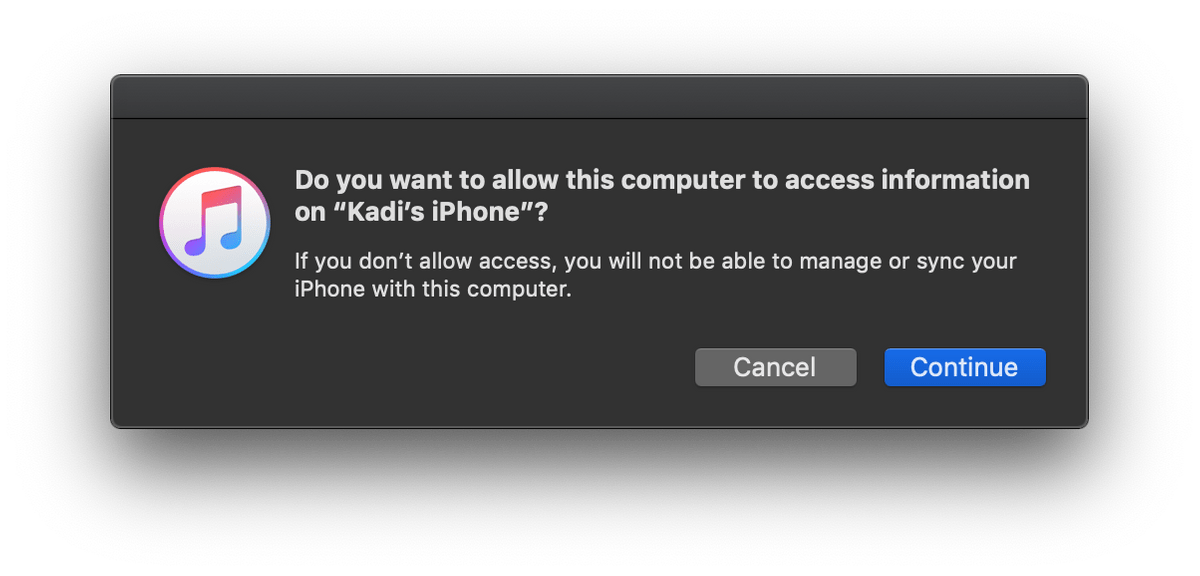 Do you want to allow this computer to access information
on “Kadi’s iPhone”?
If you don’t allow access, you will not be able to manage or sync your
iPhone with this computer.
Cancel
Continue